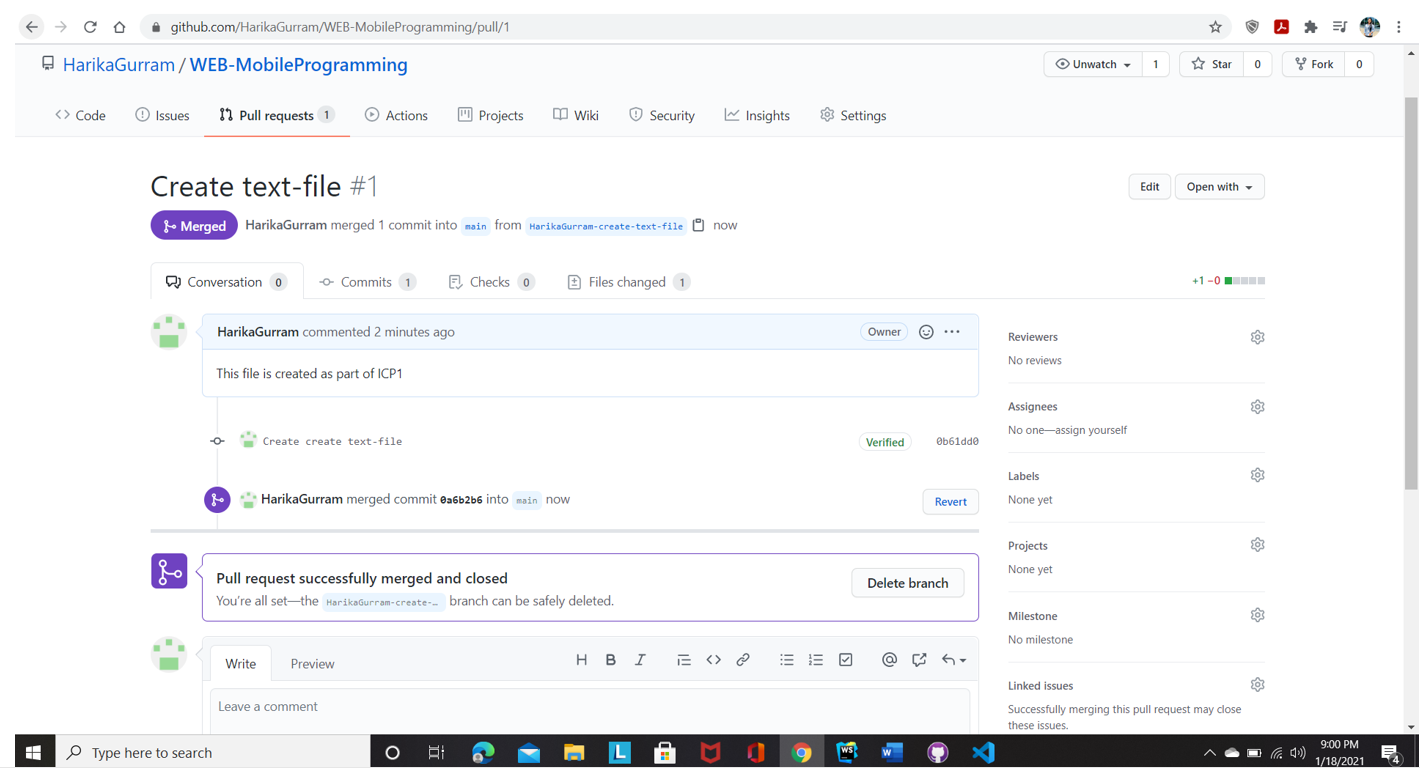 github.com/HarikaGurram/WEB-MobileProgramming/pull/1
HarikaGurram / WEB-MobileProgramming
Unwatch 1 Star 0 Fork 0
Code Issues Pull requests 1 Actions Projects Wiki Security Insights Settings
Create text-file #1
Edit Open with
Merged HarikaGurram merged 1 commit into main from HarikaGurram-create-text-file now
Conversation 0 Commits 1 Checks 0 Files changed 1
+1 −0
HarikaGurram commented 2 minutes ago Owner
This file is created as part of ICP1
Create create text-file Verified 0b61dd0
HarikaGurram merged commit 0a6b2b6 into main now Revert
Pull request successfully merged and closed
You're all set—the HarikaGurram-create-… branch can be safely deleted.
Delete branch
Write Preview
H B I
Leave a comment
Reviewers
No reviews
Assignees
No one—assign yourself
Labels
None yet
Projects
None yet
Milestone
No milestone
Linked issues
Successfully merging this pull request may close
these issues.
Type here to search
L
WS
W
9:00 PM
1/18/2021
4